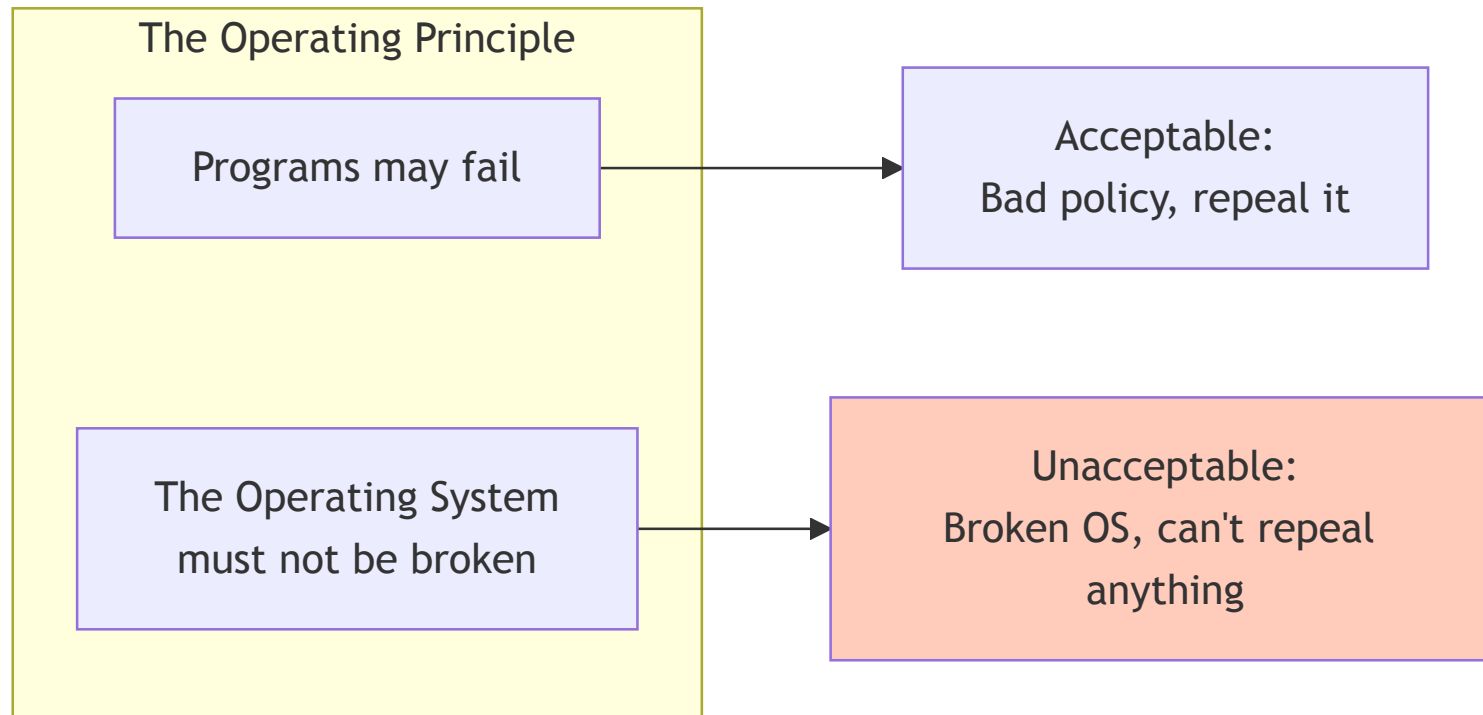 The Operating Principle
Programs may fail
Acceptable:
Bad policy, repeal it
The Operating System
must not be broken
Unacceptable:
Broken OS, can't repeal
anything